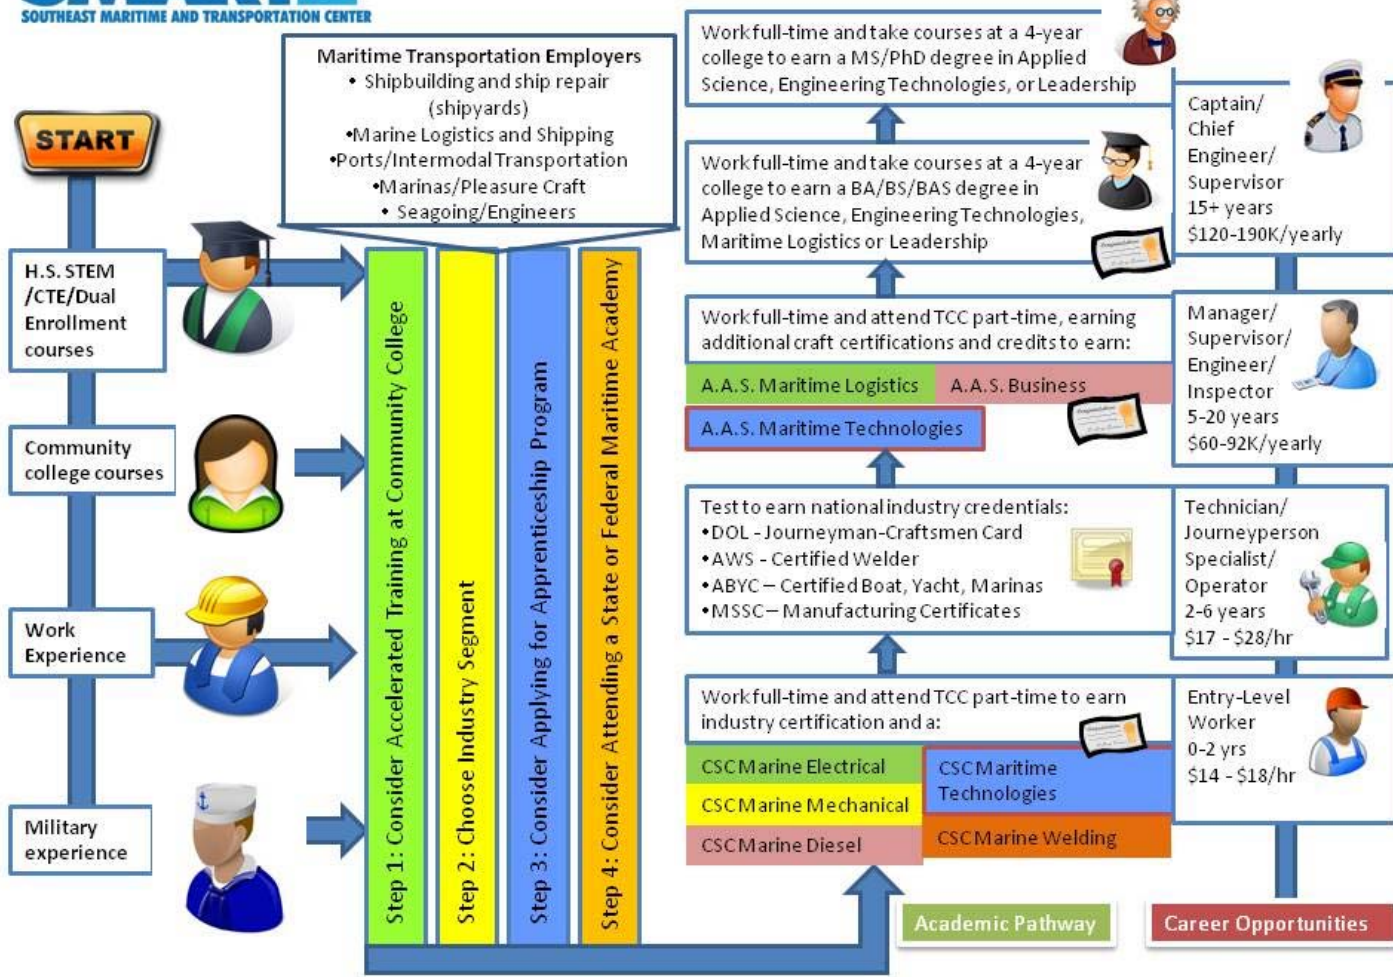 SOUTHEAST MARITIME AND TRANSPORTATION CENTER
START
H.S. STEM
/CTE/Dual
Enrollment
courses
Community
college courses
Work
Experience
Military
experience
Maritime Transportation Employers
• Shipbuilding and ship repair
(shipyards)
•Marine Logistics and Shipping
•Ports/Intermodal Transportation
•Marinas/Pleasure Craft
• Seagoing/Engineers
Step 1: Consider Accelerated Training at Community College
Step 2: Choose Industry Segment
Step 3: Consider Applying for Apprenticeship Program
Step 4: Consider Attending a State or Federal Maritime Academy
Work full-time and take courses at a 4-year
college to earn a MS/PhD degree in Applied
Science, Engineering Technologies, or Leadership
Work full-time and take courses at a 4-year
college to earn a BA/BS/BAS degree in
Applied Science, Engineering Technologies,
Maritime Logistics or Leadership
Work full-time and attend TCC part-time, earning
additional craft certifications and credits to earn:
A.A.S. Maritime Logistics
A.A.S. Business
A.A.S. Maritime Technologies
Test to earn national industry credentials:
•DOL - Journeyman-Craftsmen Card
•AWS - Certified Welder
•ABYC – Certified Boat, Yacht, Marinas
•MSSC – Manufacturing Certificates
Work full-time and attend TCC part-time to earn
industry certification and a:
CSC Marine Electrical
CSC Marine Mechanical
CSC Marine Diesel
CSC Maritime
Technologies
CSC Marine Welding
Captain/
Chief
Engineer/
Supervisor
15+ years
$120-190K/yearly
Manager/
Supervisor/
Engineer/
Inspector
5-20 years
$60-92K/yearly
Technician/
Journeyperson
Specialist/
Operator
2-6 years
$17 - $28/hr
Entry-Level
Worker
0-2 yrs
$14 - $18/hr
Academic Pathway
Career Opportunities